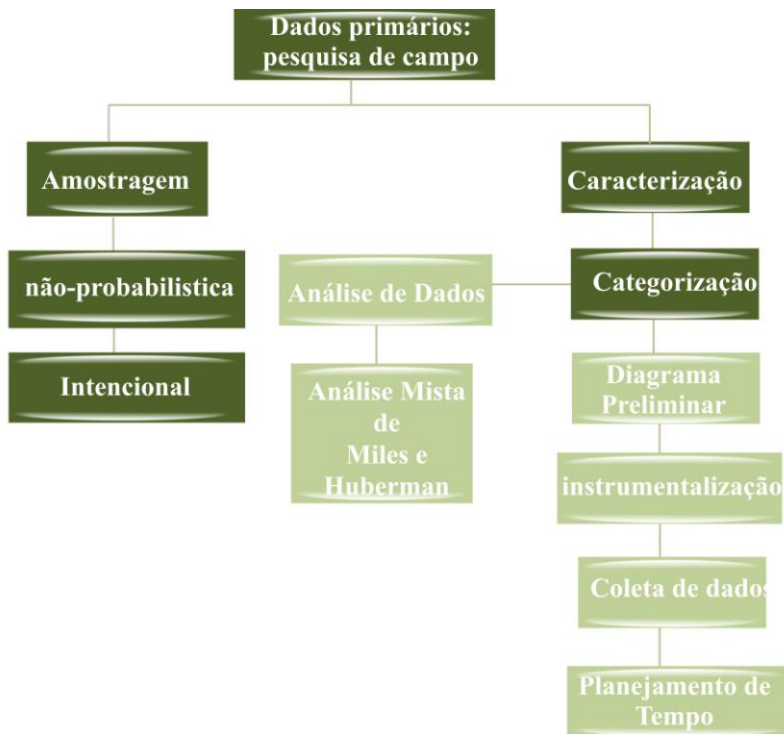 Dados primários:
pesquisa de campo
Amostragem
não-probabilistica
Intencional
Caracterização
Categorização
Análise de Dados
Análise Mista
de
Miles e
Huberman
Diagrama
Preliminar
instrumentalização
Coleta de dados
Planejamento de
Tempo